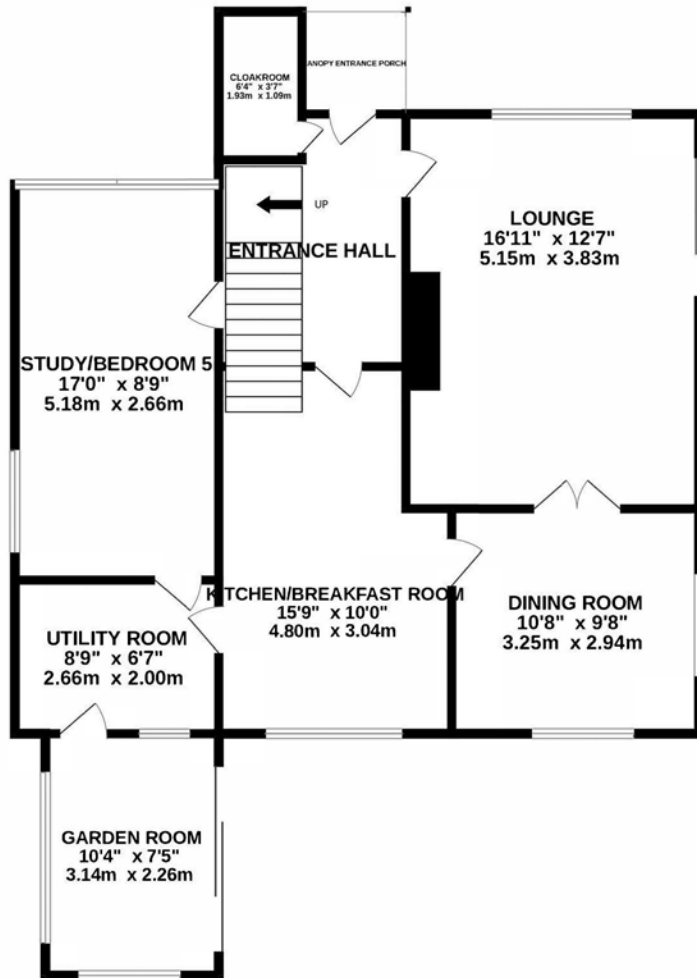 CLOAKROOM
6'4" x 3'7"
1.93m x 1.09m
ANOPY ENTRANCE PORCH
UP
ENTRANCE HALL
LOUNGE
16'11" x 12'7"
5.15m x 3.83m
STUDY/BEDROOM 5
17'0" x 8'9"
5.18m x 2.66m
KITCHEN/BREAKFAST ROOM
15'9" x 10'0"
4.80m x 3.04m
DINING ROOM
10'8" x 9'8"
3.25m x 2.94m
UTILITY ROOM
8'9" x 6'7"
2.66m x 2.00m
GARDEN ROOM
10'4" x 7'5"
3.14m x 2.26m